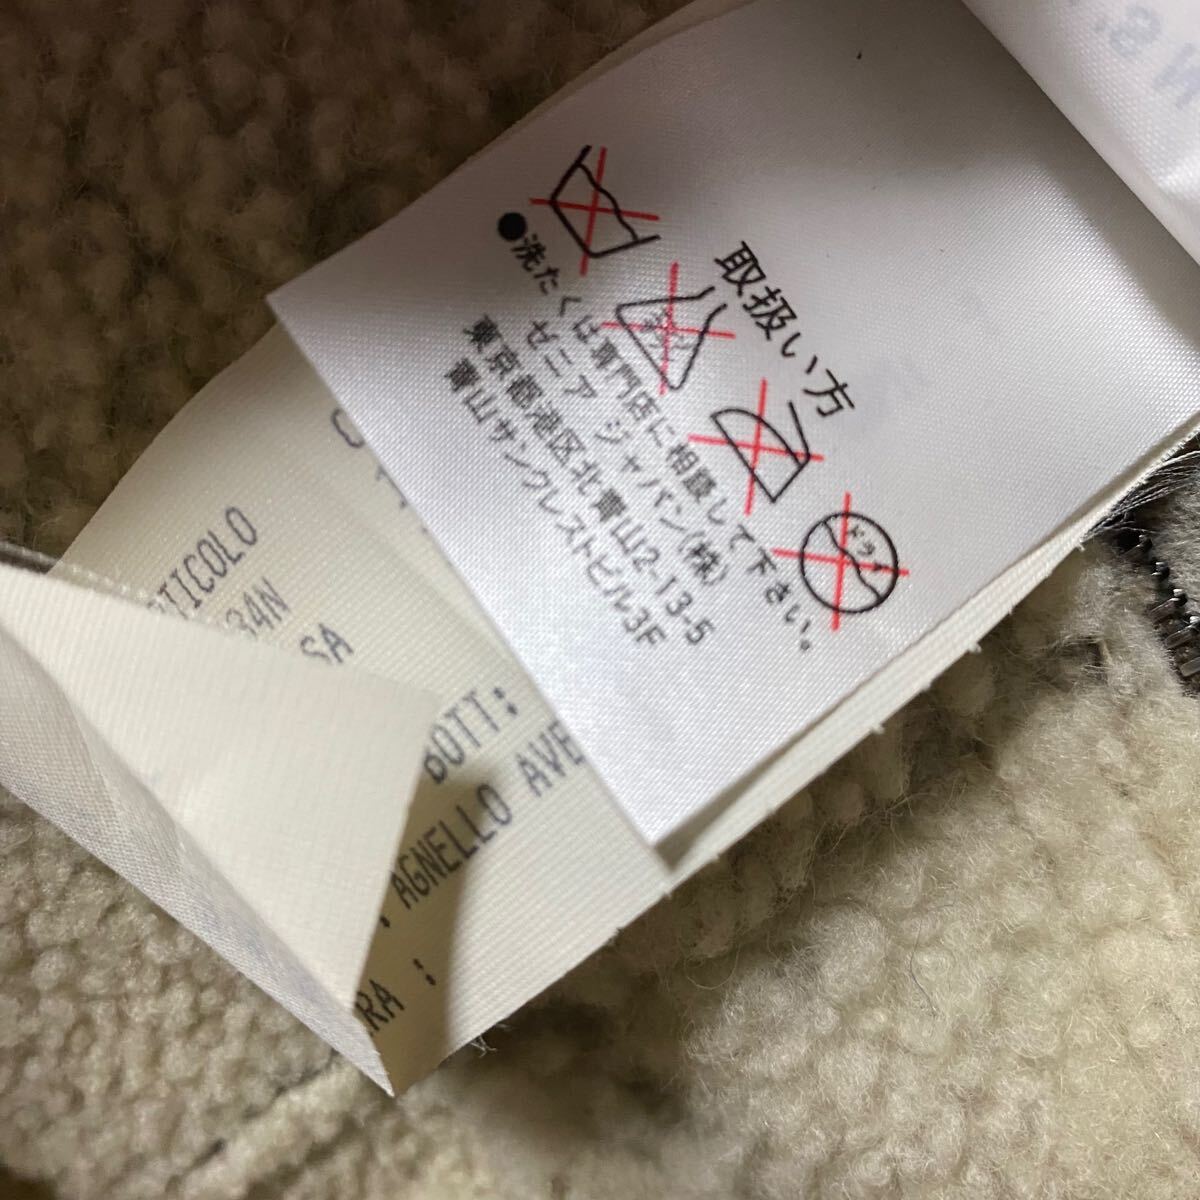 取扱い方
ドライ
●洗たくは専門店に相談して下さい。
ゼニア ジャパン(株)
東京都港区北青山2-13-5
青山サンクレストビル3F
TICOLO
34N
SA
BOTT:
:AGNELLO AVE
RA :